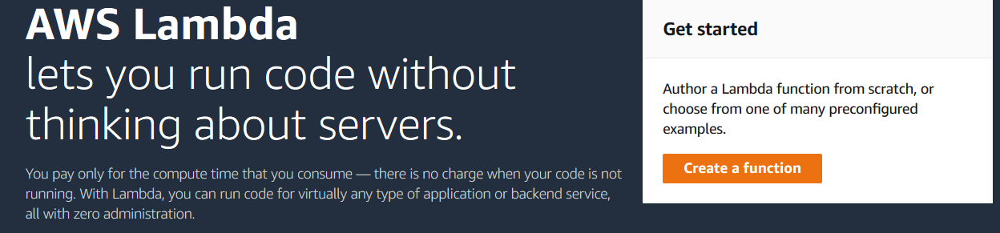 AWS Lambda
lets you run code without
thinking about servers.
You pay only for the compute time that you consume — there is no charge when your code is not
running. With Lambda, you can run code for virtually any type of application or backend service,
all with zero administration.
Get started
Author a Lambda function from scratch, or
choose from one of many preconfigured
examples.
Create a function